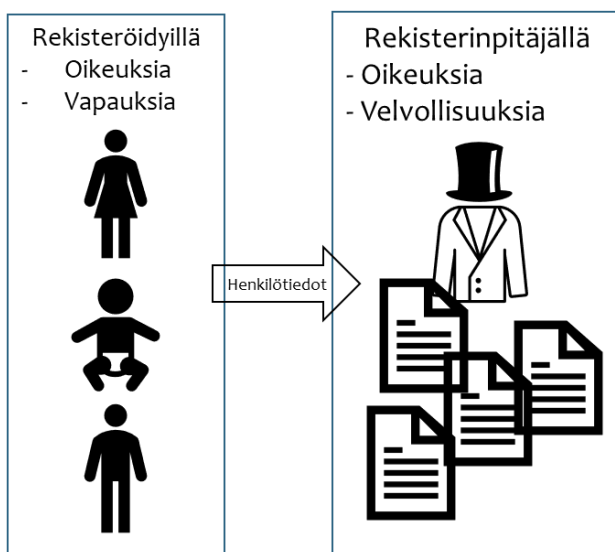 Rekisteröidyillä
- Oikeuksia
- Vapauksia
Henkilötiedot
Rekisterinpitäjällä
- Oikeuksia
- Velvollisuuksia